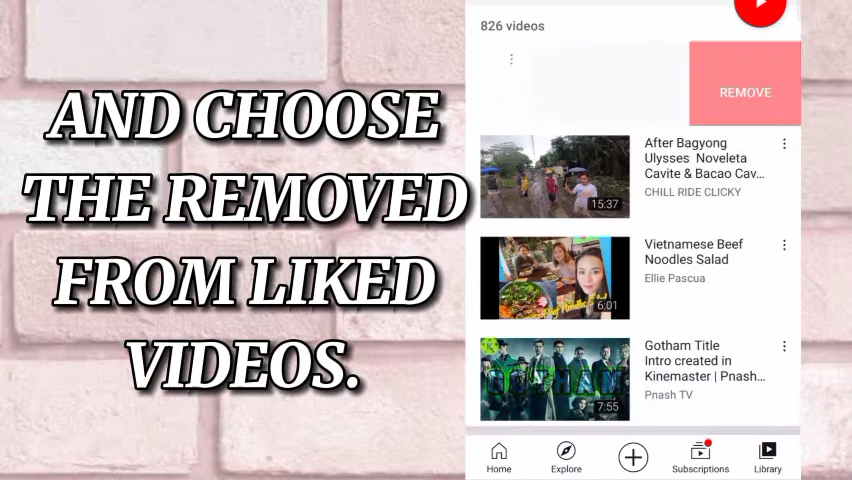 AND CHOOSE
THE REMOVED
FROM LIKED
VIDEOS.
826 videos
REMOVE
After Bagyong
Ulysses Noveleta
Cavite & Bacao Cav...
CHILL RIDE CLICKY
15:37
Vietnamese Beef
Noodles Salad
Ellie Pascua
6:01
Gotham Title
Intro created in
Kinemaster | Pnash...
Pnash TV
GOTHAM
7:55
Home
Explore
Subscriptions
Library